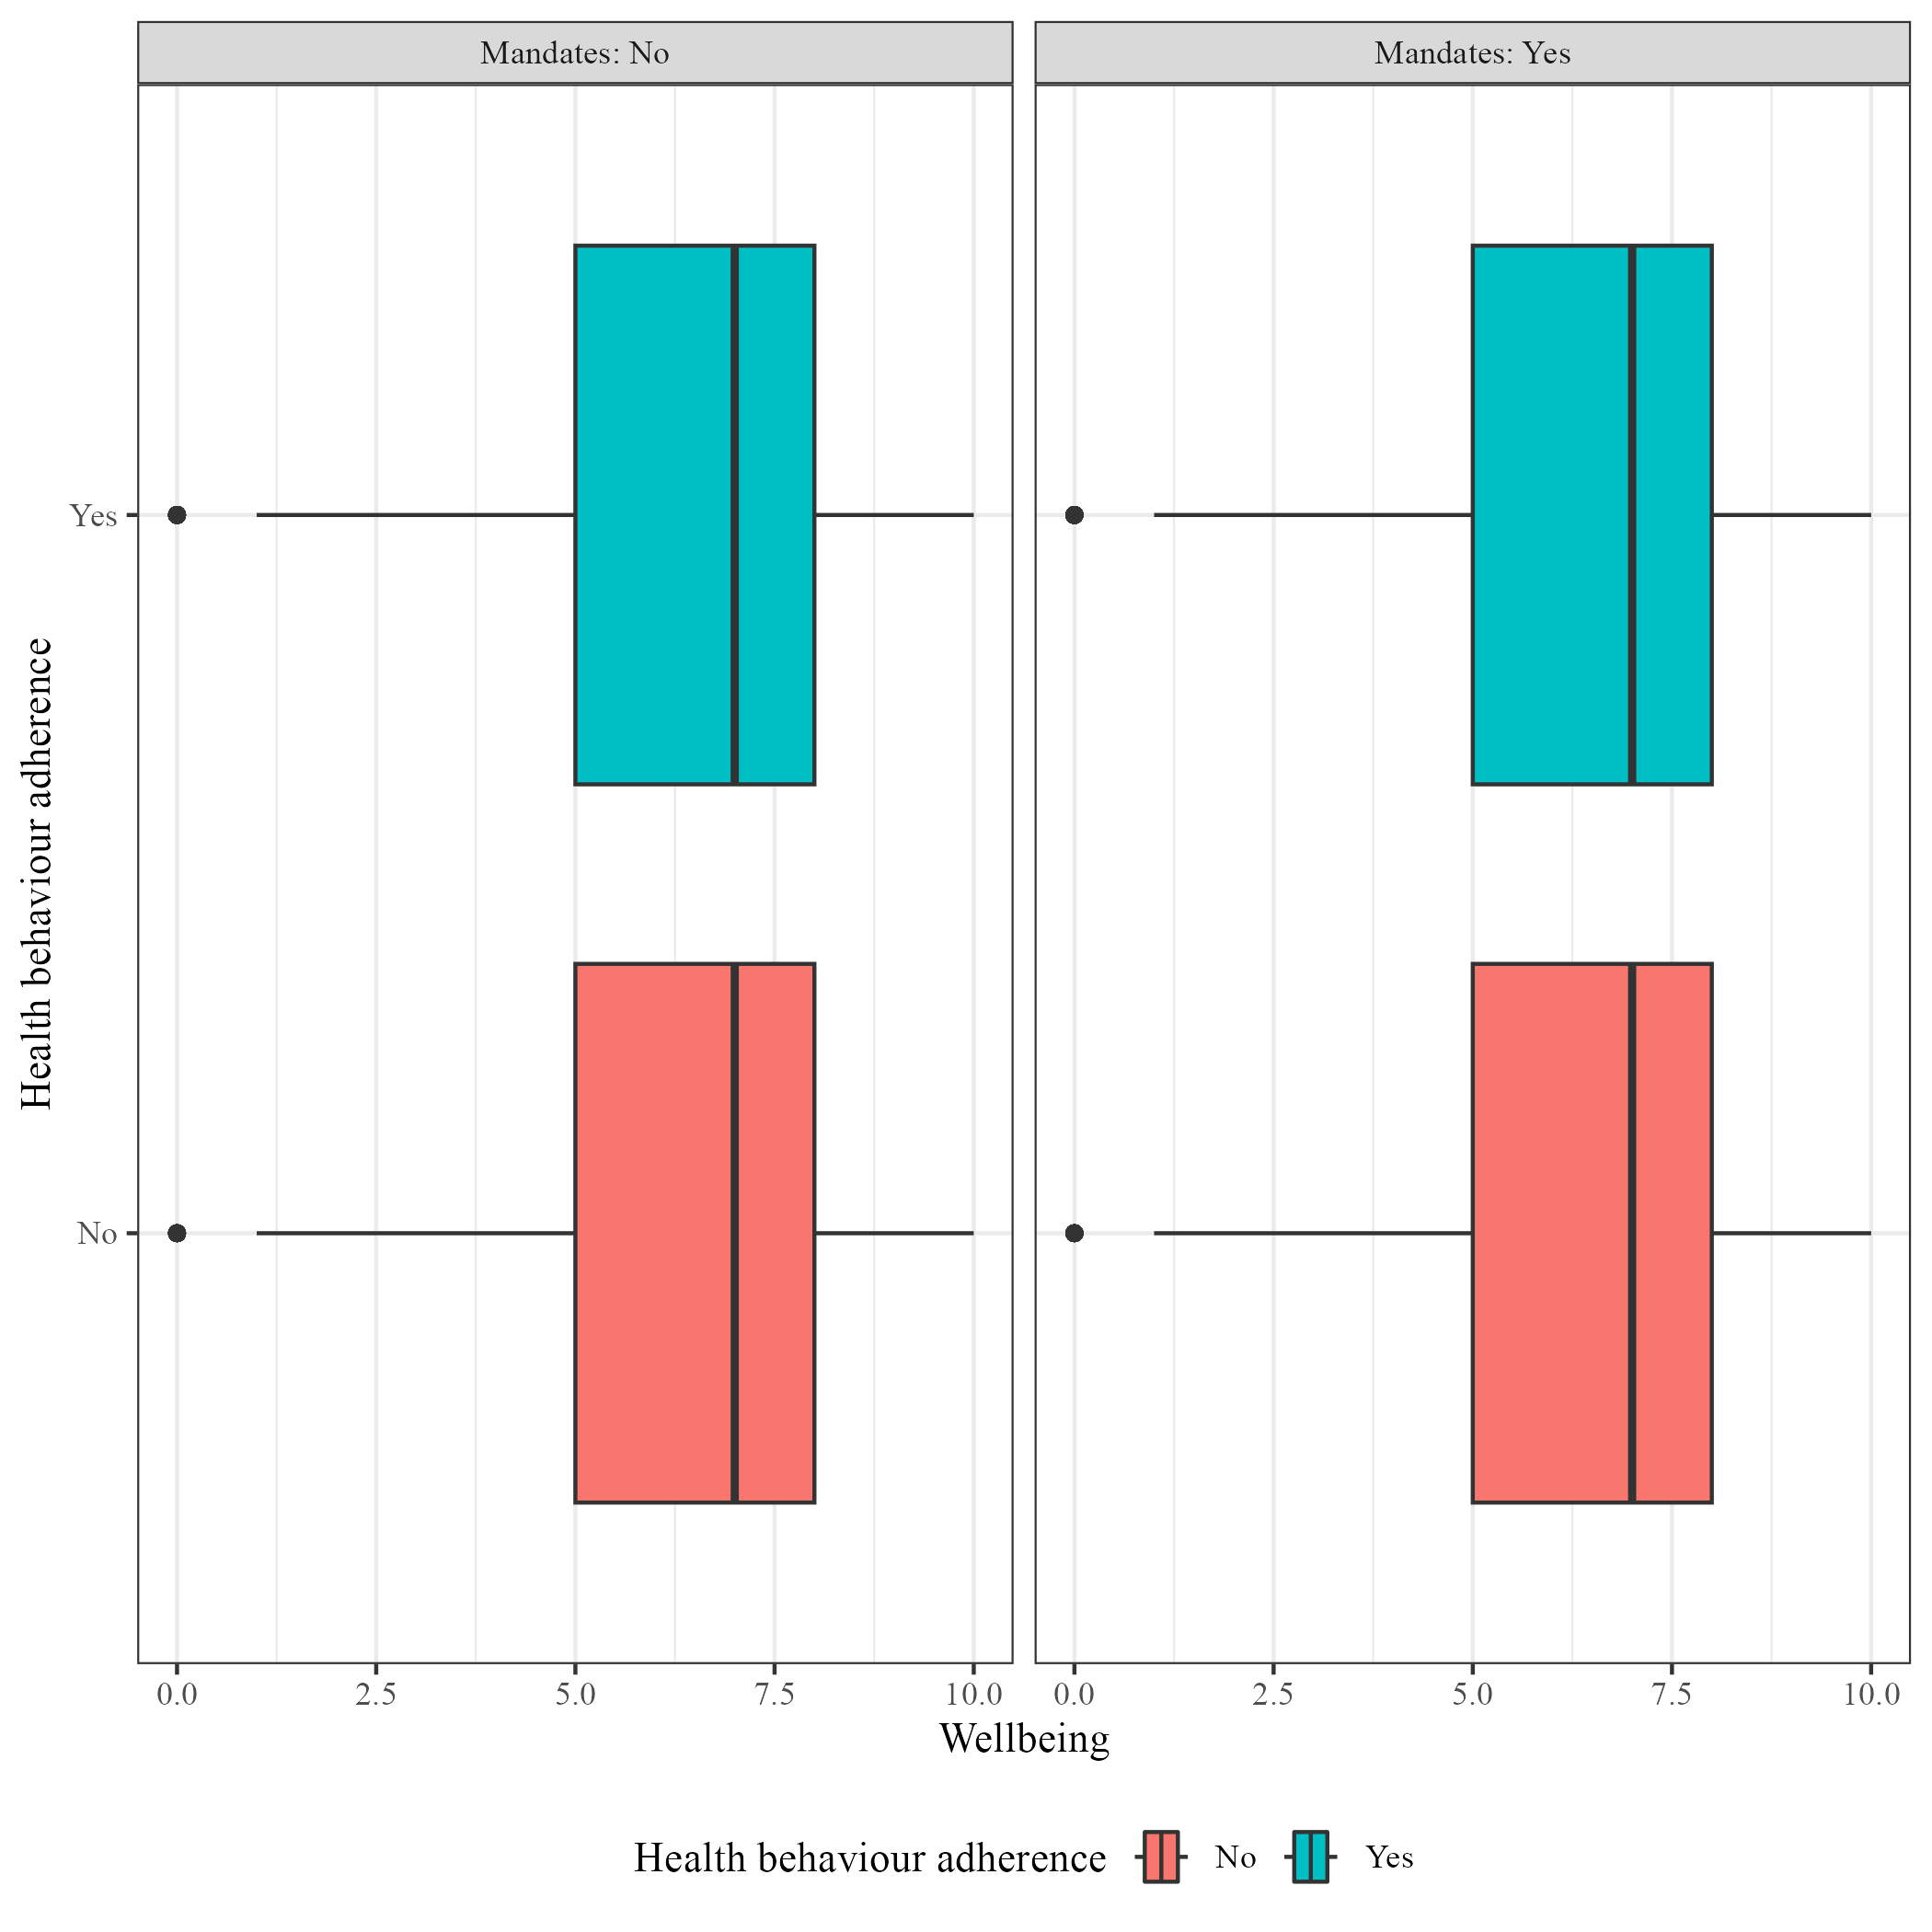 Mandates: No
Mandates: Yes
Health behaviour adherence
Yes
No
0.0 2.5 5.0 7.5 10.0
0.0 2.5 5.0 7.5 10.0
Wellbeing
Health behaviour adherence No Yes